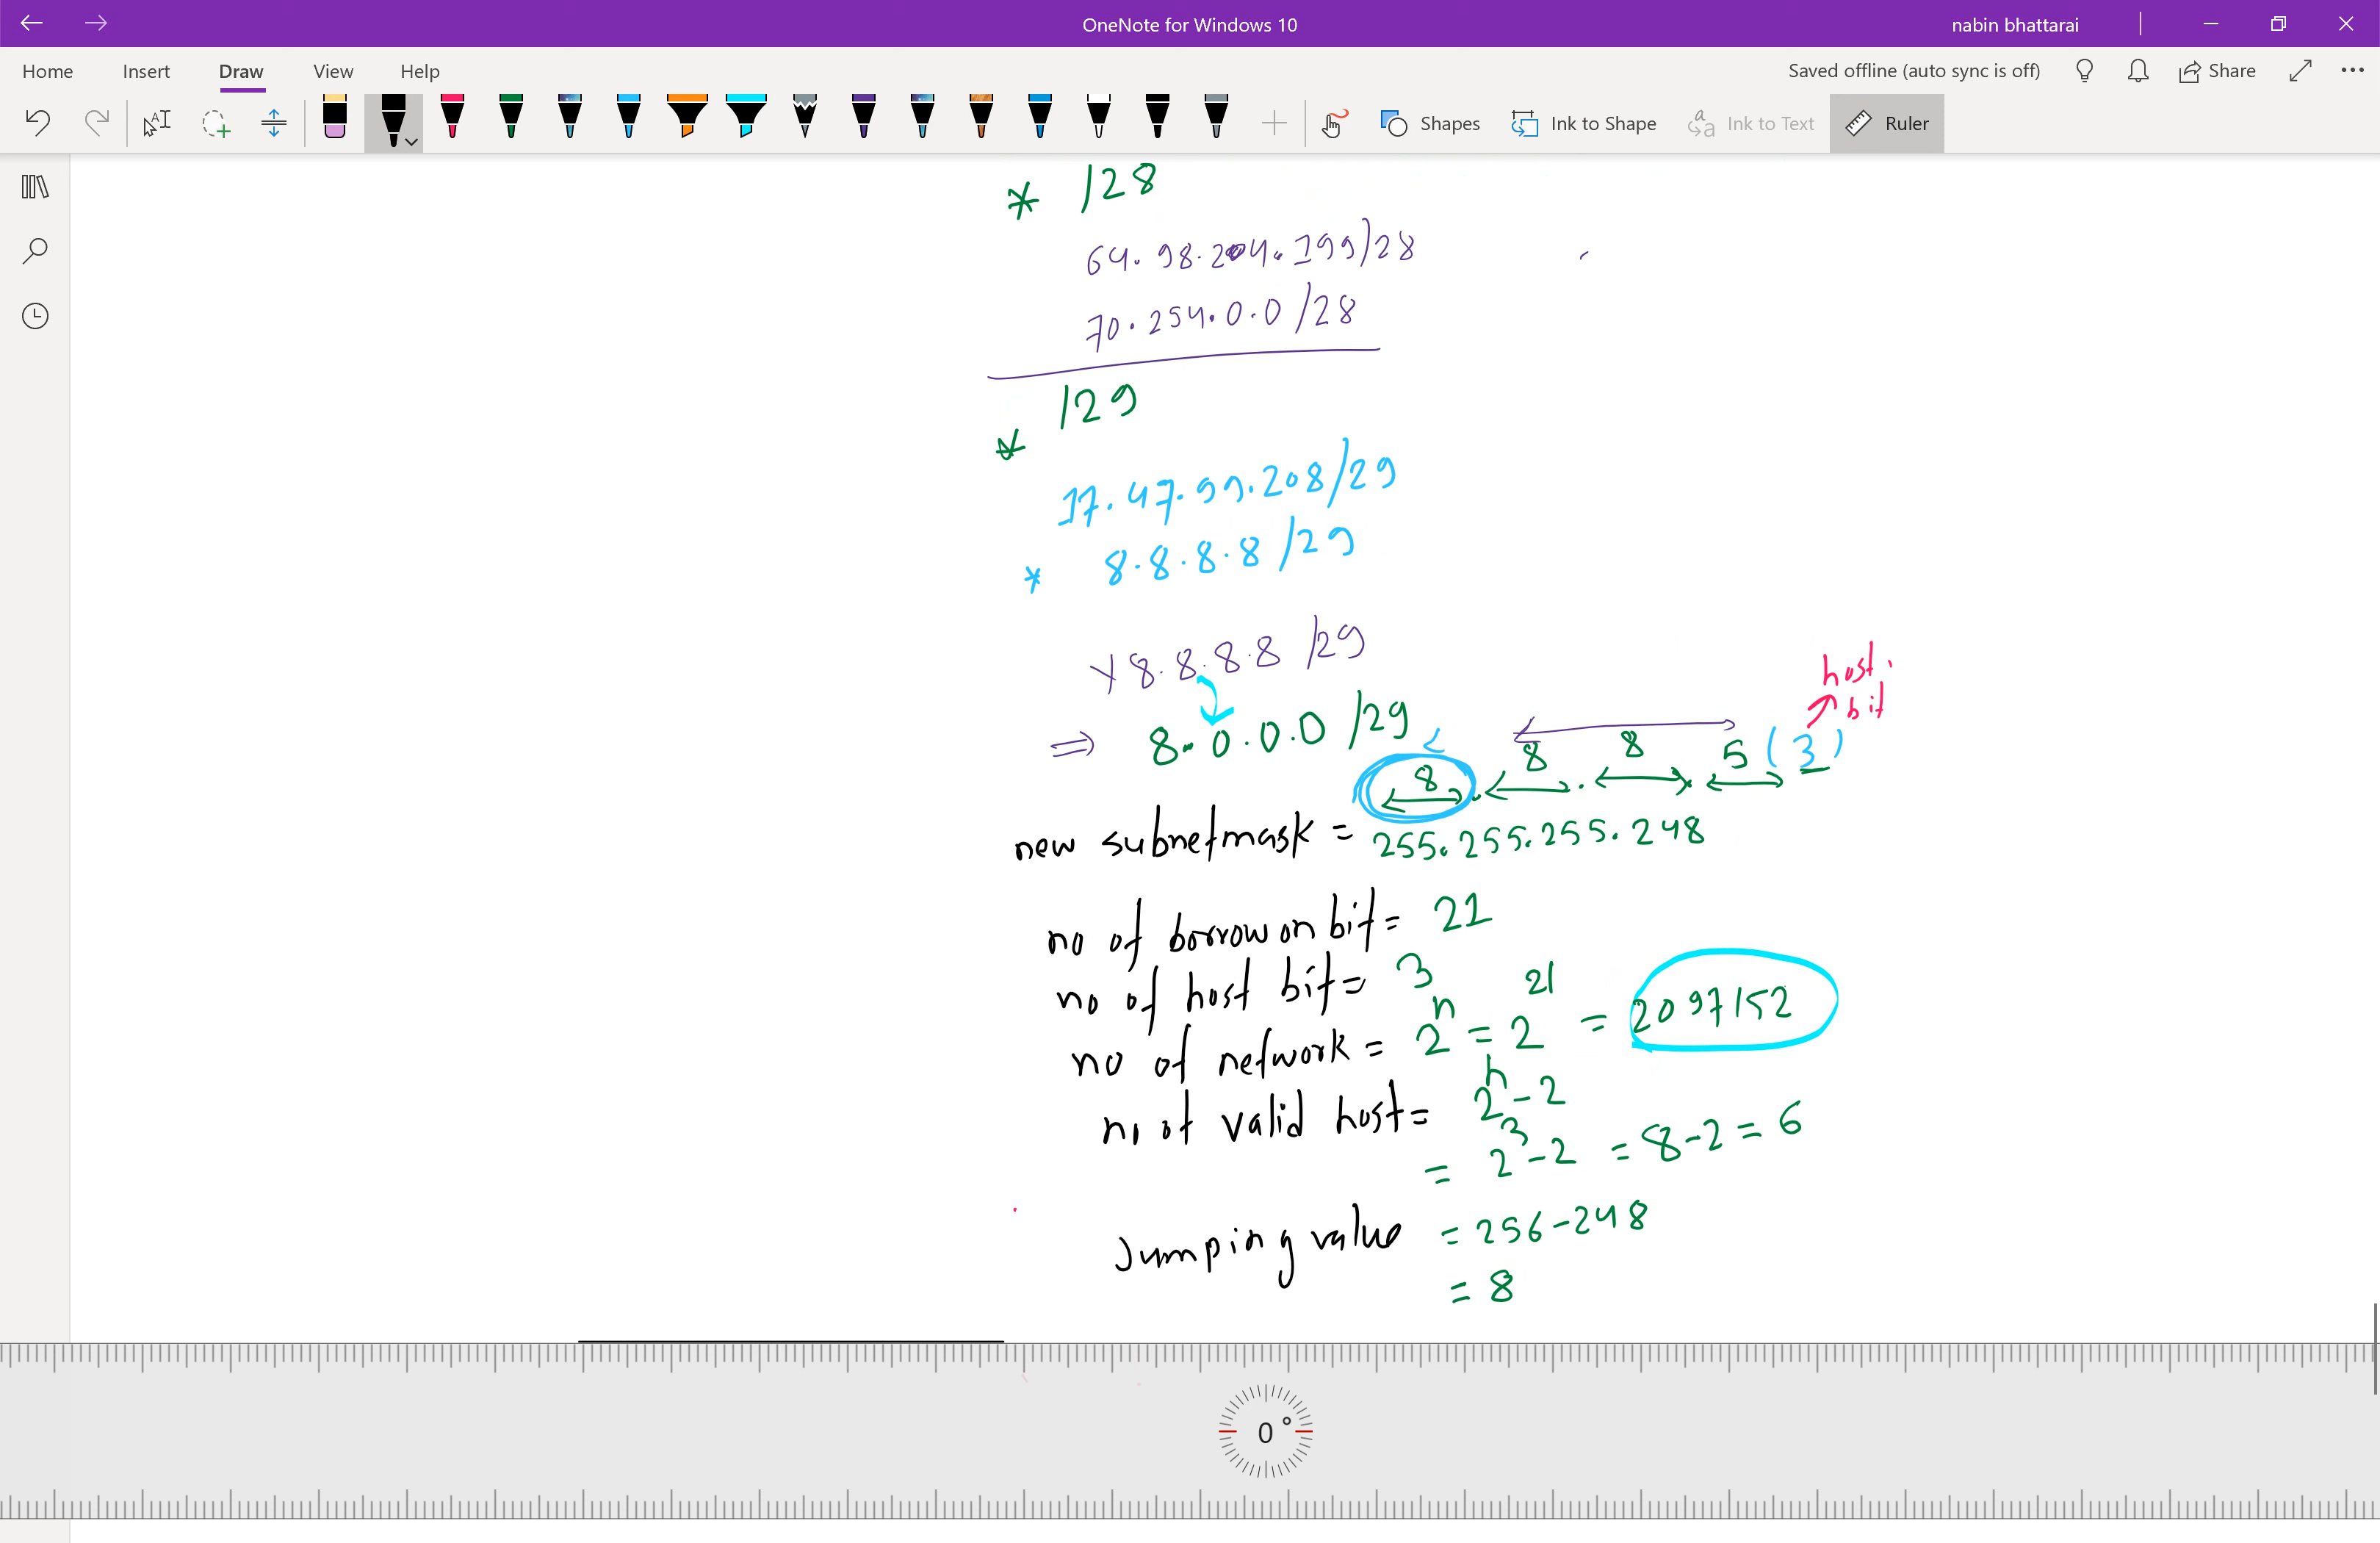 OneNote for Windows 10
nabin bhattarai
Home Insert Draw View Help
Saved offline (auto sync is off)
Share
Shapes
Ink to Shape
Ink to Text
Ruler
* /28
64.98.204.199/28
70.254.0.0/28
* /29
17.47.99.208/29
* 8.8.8.8/29
8.8.8.8 /29
host
bit
⇒ 8.0.0.0 /29
8 8 8 5 (3)
new subnetmask = 255.255.255.248
no of borrow on bit = 21
no of host bit = 3
no of network = 2^n = 2^21 = 2097152
no of valid host = 2^h - 2
= 2^3 - 2 = 8 - 2 = 6
Jumping value = 256 - 248
= 8
0°